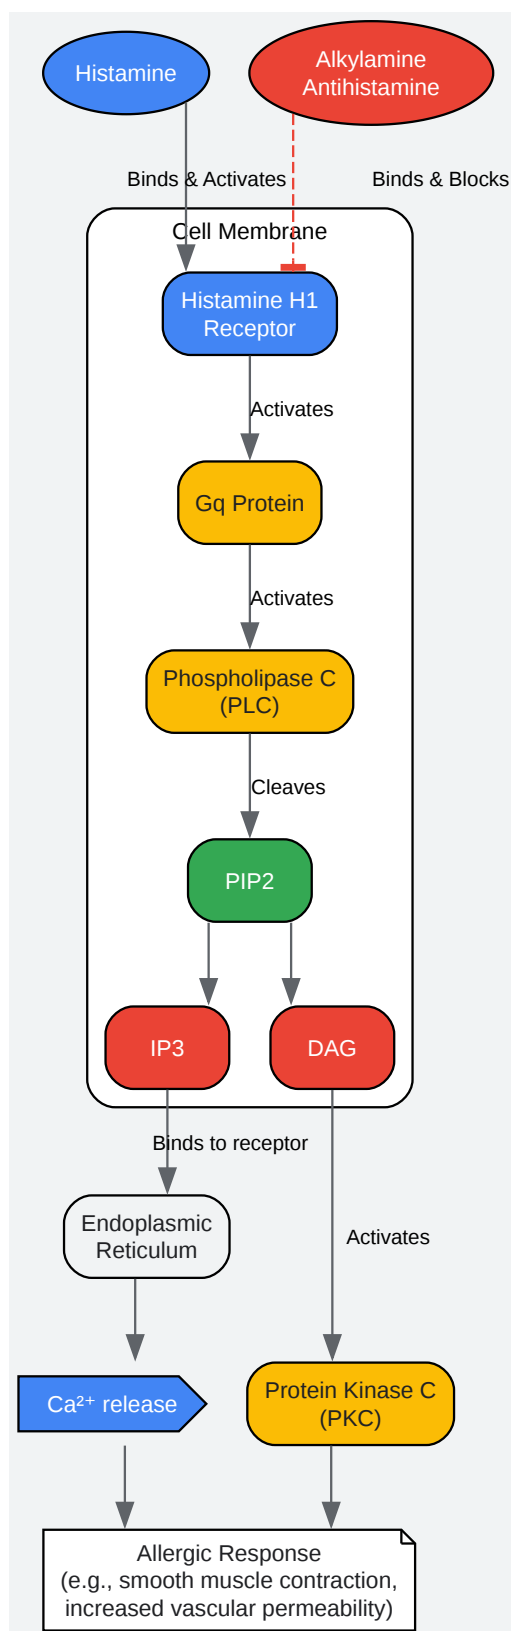 Histamine
Alkylamine
Antihistamine
Binds & Activates
Binds & Blocks
Cell Membrane
Histamine H1
Receptor
Activates
Gq Protein
Activates
Phospholipase C
(PLC)
Cleaves
PIP2
IP3
DAG
Binds to receptor
Endoplasmic
Reticulum
Activates
Ca²⁺ release
Protein Kinase C
(PKC)
Allergic Response
(e.g., smooth muscle contraction,
increased vascular permeability)